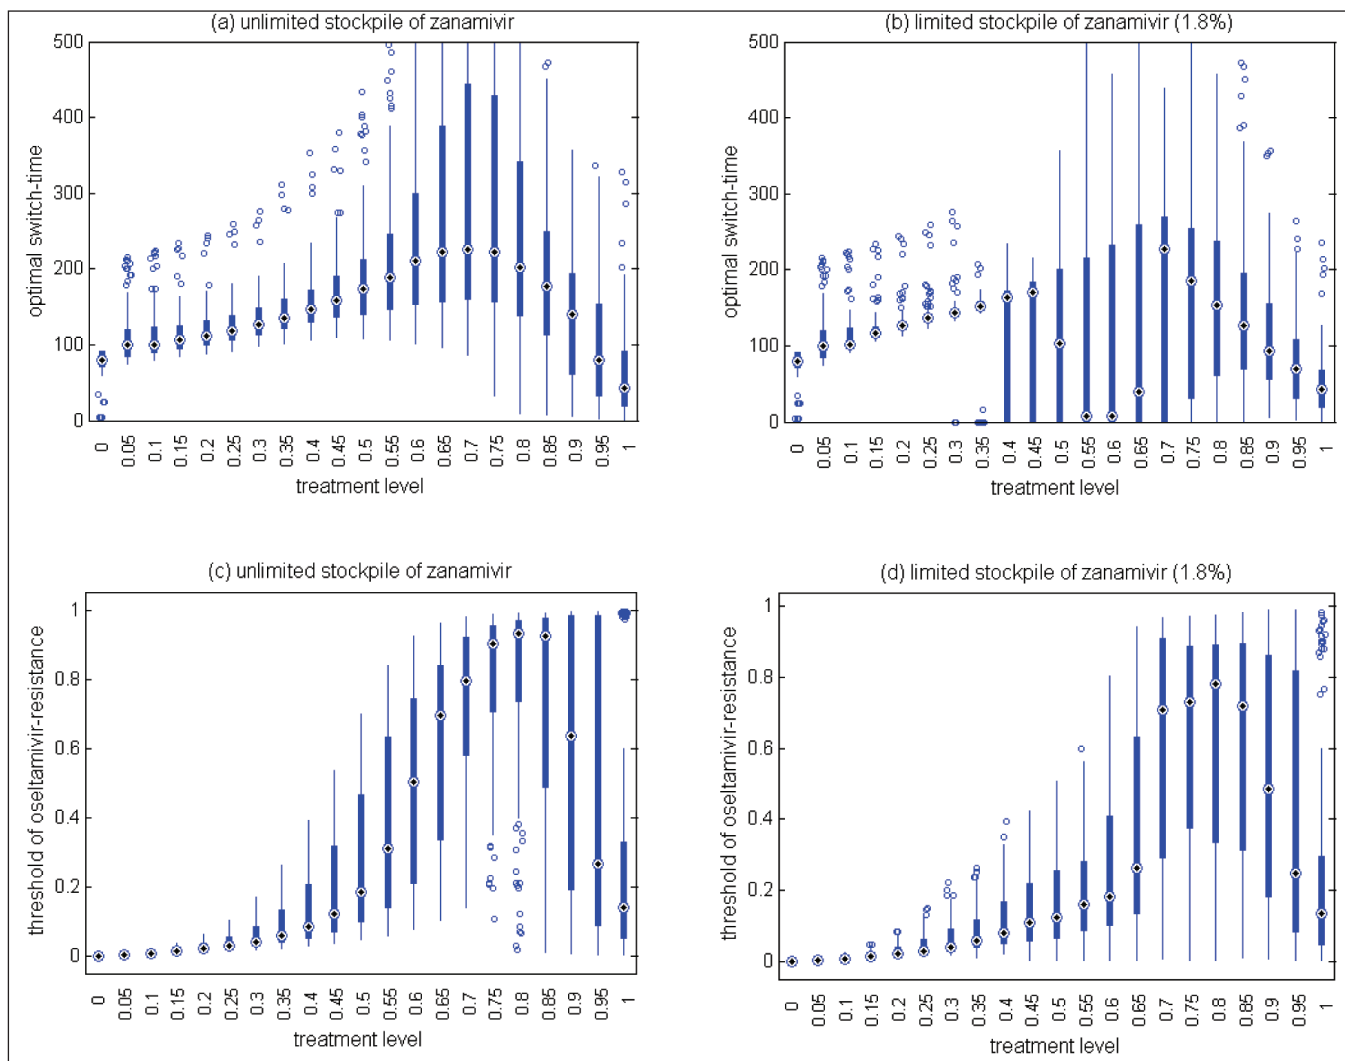 (a) unlimited stockpile of zanamivir
500
400
300
200
100
0
optimal switch-time
0 0.05 0.1 0.15 0.2 0.25 0.3 0.35 0.4 0.45 0.5 0.55 0.6 0.65 0.7 0.75 0.8 0.85 0.9 0.95 1
treatment level
(b) limited stockpile of zanamivir (1.8%)
500
400
300
200
100
0
optimal switch-time
0 0.05 0.1 0.15 0.2 0.25 0.3 0.35 0.4 0.45 0.5 0.55 0.6 0.65 0.7 0.75 0.8 0.85 0.9 0.95 1
treatment level
(c) unlimited stockpile of zanamivir
1
0.8
0.6
0.4
0.2
0
threshold of oseltamivir-resistance
0 0.05 0.1 0.15 0.2 0.25 0.3 0.35 0.4 0.45 0.5 0.55 0.6 0.65 0.7 0.75 0.8 0.85 0.9 0.95 1
treatment level
(d) limited stockpile of zanamivir (1.8%)
1
0.8
0.6
0.4
0.2
0
threshold of oseltamivir-resistance
0 0.05 0.1 0.15 0.2 0.25 0.3 0.35 0.4 0.45 0.5 0.55 0.6 0.65 0.7 0.75 0.8 0.85 0.9 0.95 1
treatment level